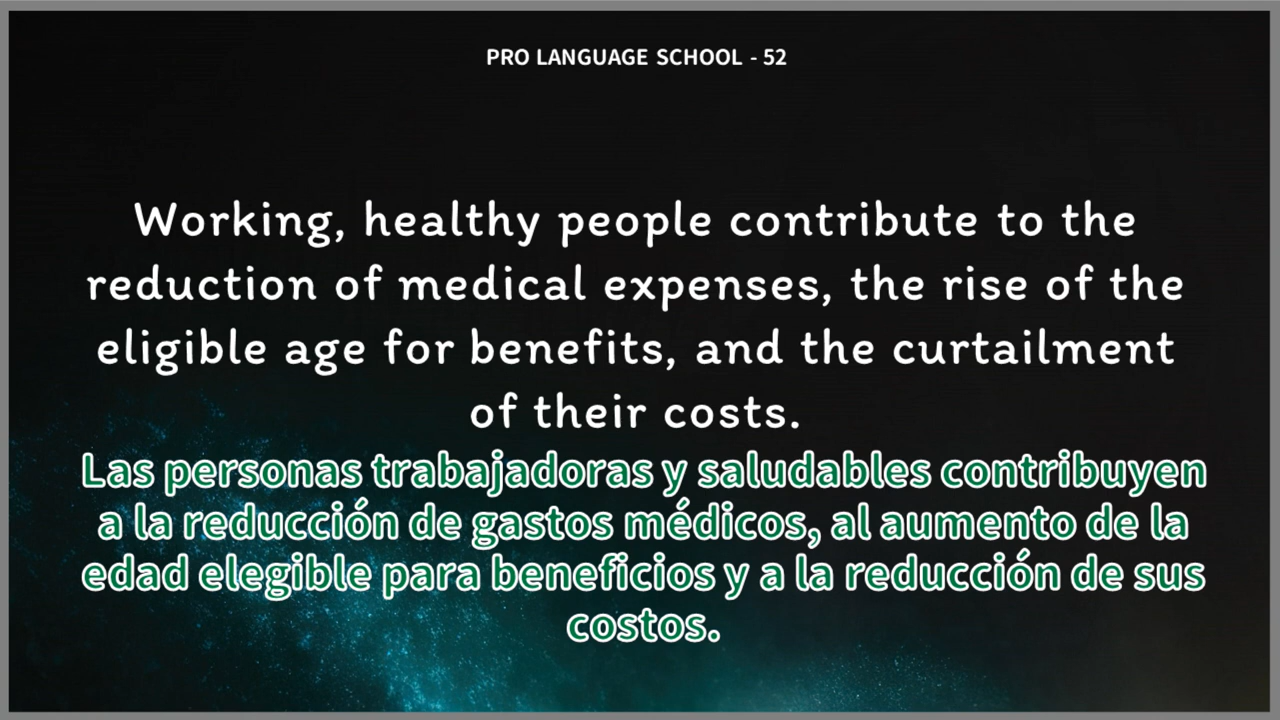 PRO LANGUAGE SCHOOL - 52
Working, healthy people contribute to the
reduction of medical expenses, the rise of the
eligible age for benefits, and the curtailment
of their costs.
Las personas trabajadoras y saludables contribuyen
a la reducción de gastos médicos, al aumento de la
edad elegible para beneficios y a la reducción de sus
costos.